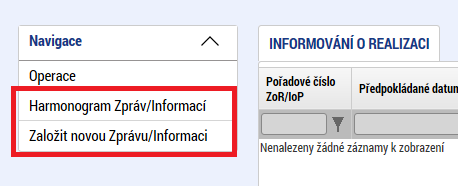 Navigace
Operace
Harmonogram Zpráv/Informací
Založit novou Zprávu/Informaci
INFORMOVÁNÍ O REALIZACI
Pořadové číslo
ZoR/IoP
Předpokládané datum
Nenalezeny žádné záznamy k zobrazení